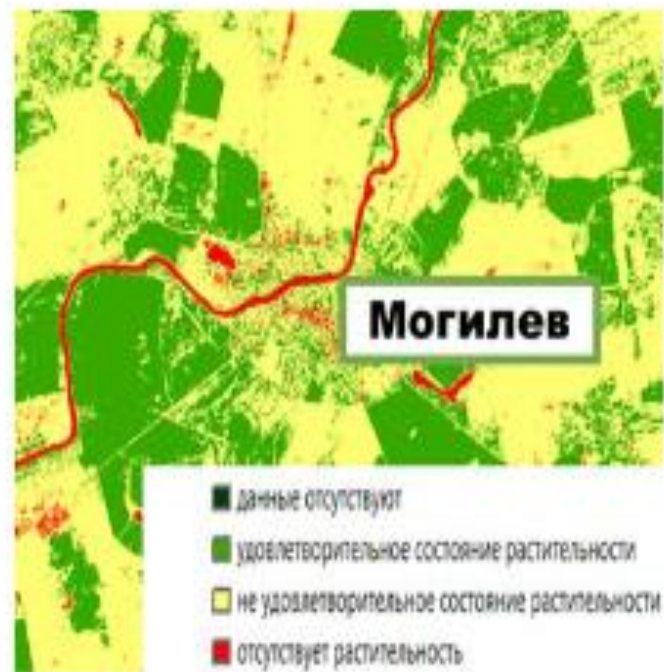 Могилев
данные отсутствуют
удовлетворительное состояние растительности
не удовлетворительное состояние растительности
отсутствует растительность